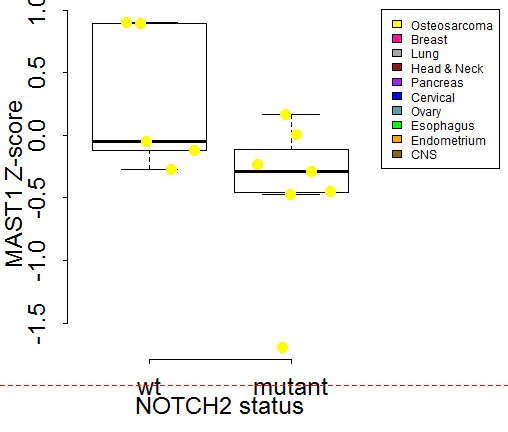 MAST1 Z-score
1.0
0.5
0.0
-0.5
-1.0
-1.5
Osteosarcoma
Breast
Lung
Head & Neck
Pancreas
Cervical
Ovary
Esophagus
Endometrium
CNS
wt mutant
NOTCH2 status